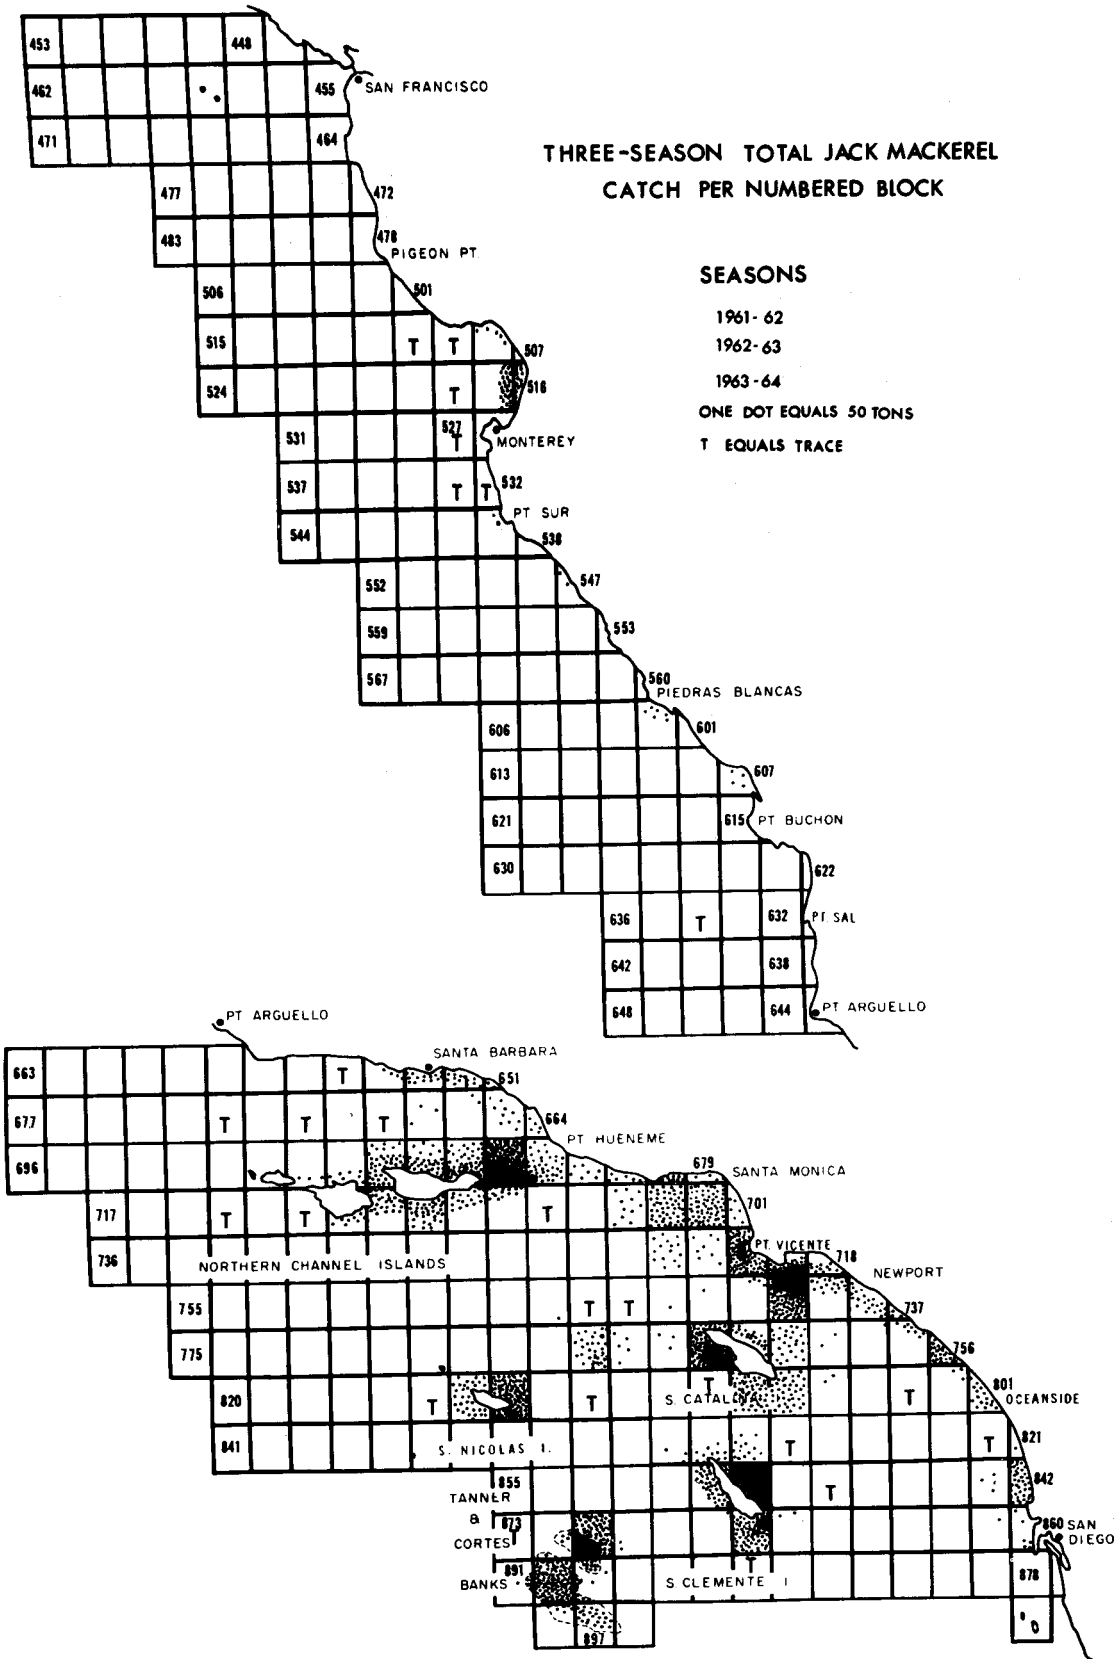 453 448
462 455 SAN FRANCISCO
471 464
THREE-SEASON TOTAL JACK MACKEREL
CATCH PER NUMBERED BLOCK
477 472
483 478
PIGEON PT.
SEASONS
506 501
1961-62
515 T T 507
1962-63
524 T 516
1963-64
ONE DOT EQUALS 50 TONS
531 527 T MONTEREY
T EQUALS TRACE
537 T T 532
PT SUR
544 538
552 547
559 553
567 560
PIEDRAS BLANCAS
606 601
613 607
621 615 PT BUCHON
630 622
636 T 632 PT. SAL
642 638
648 644 PT ARGUELLO
PT ARGUELLO
SANTA BARBARA
663 T 651
677 T T T 664
PT HUENEME
696 679 SANTA MONICA
717 T T T 701
PT. VICENTE
736 718
NORTHERN CHANNEL ISLANDS
NEWPORT
755 T T 737
775 756
820 T T S. CATALINA T T 801
OCEANSIDE
841 S. NICOLAS I. T T 821
855 T 842
TANNER
&
873 860 SAN
CORTES T DIEGO
891 T 878
BANKS S. CLEMENTE I
897